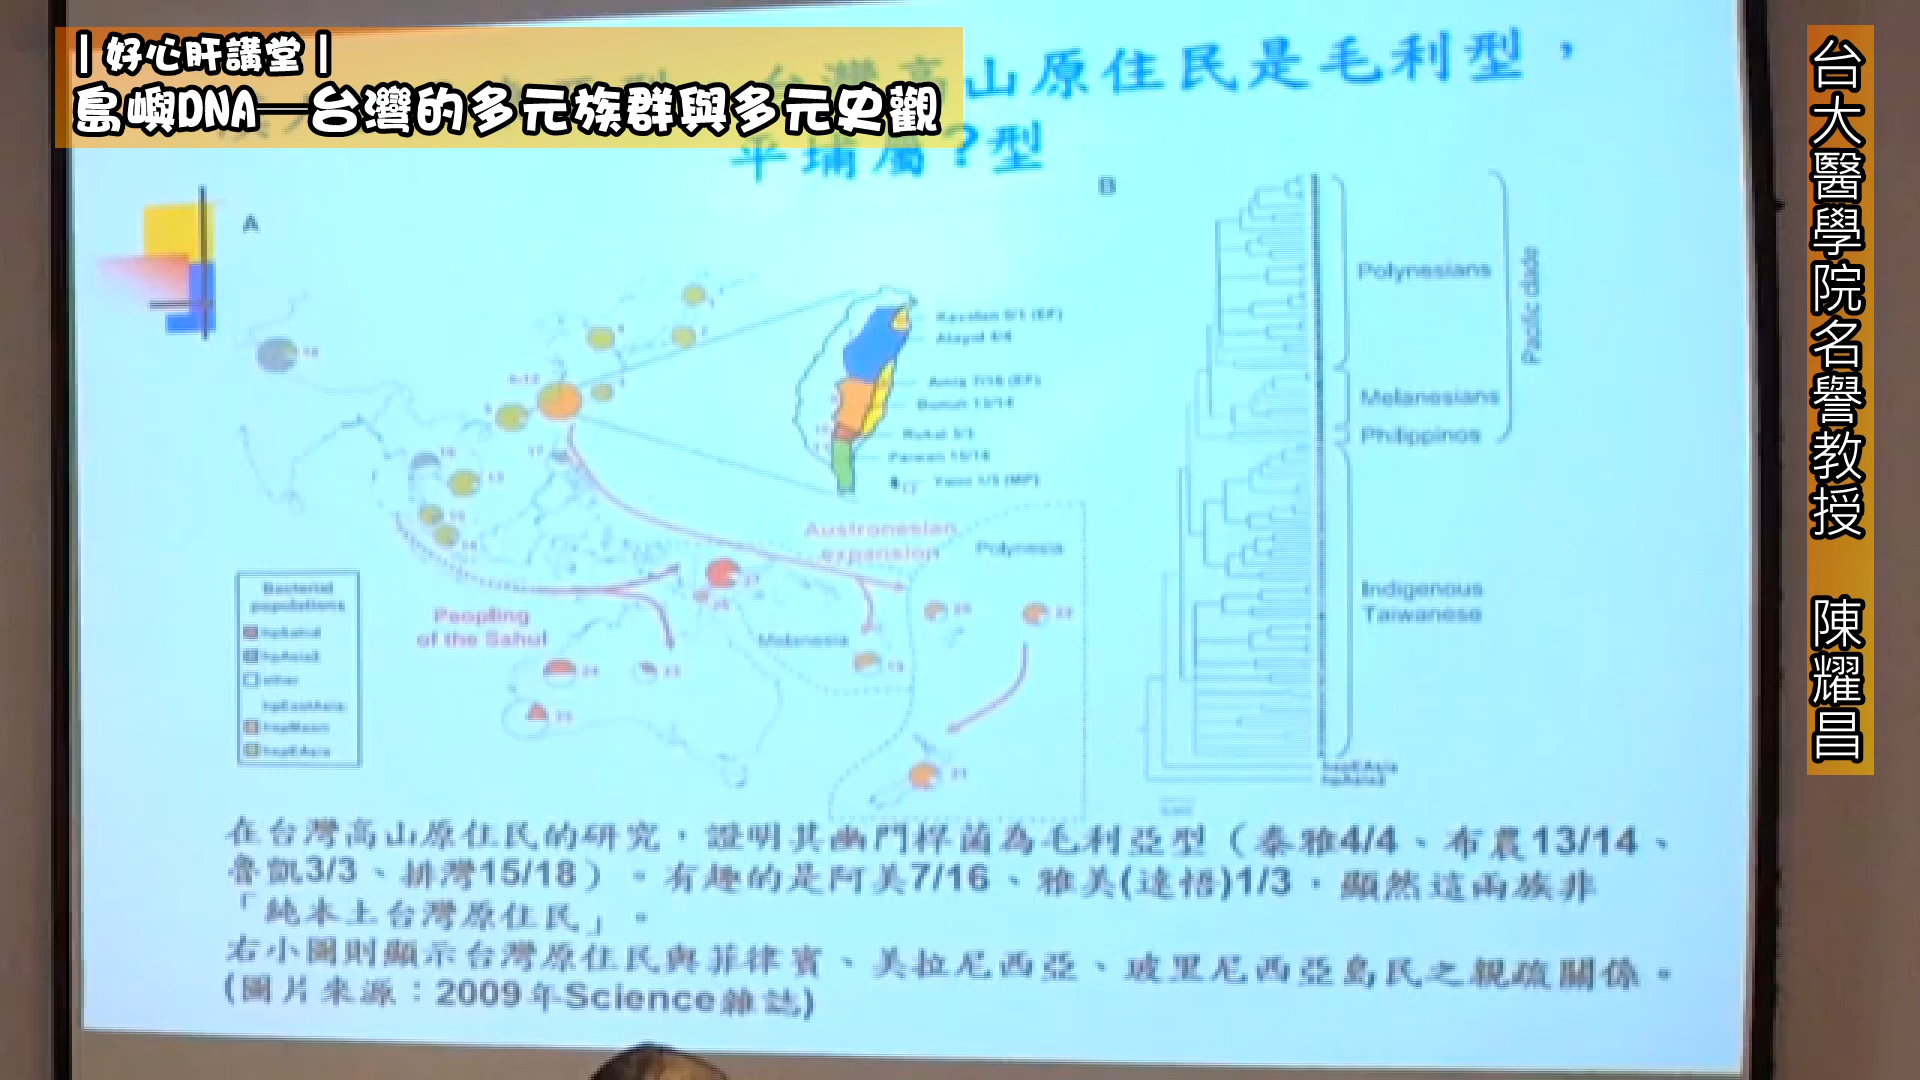 | 好心肝講堂 |
島嶼DNA─台灣的多元族群與多元史觀
台大醫學院名譽教授 陳耀昌
山原住民是毛利型，
平埔屬?型
A
B
Polynesians
Melanesians
Philippinos
Pacific clade
Indigenous
Taiwanese
Austronesian
expansion
Polynesia
Peopling
of the Sahul
Melanesia
Bacterial
populations
在台灣高山原住民的研究，證明其幽門桿菌為毛利亞型（泰雅4/4、布農13/14、
魯凱3/3、排灣15/18）。有趣的是阿美7/16、雅美(達悟)1/3，顯然這兩族非
「純本土台灣原住民」。
右小圖則顯示台灣原住民與菲律賓、美拉尼西亞、玻里尼西亞島民之親疏關係。
(圖片來源：2009年Science雜誌)